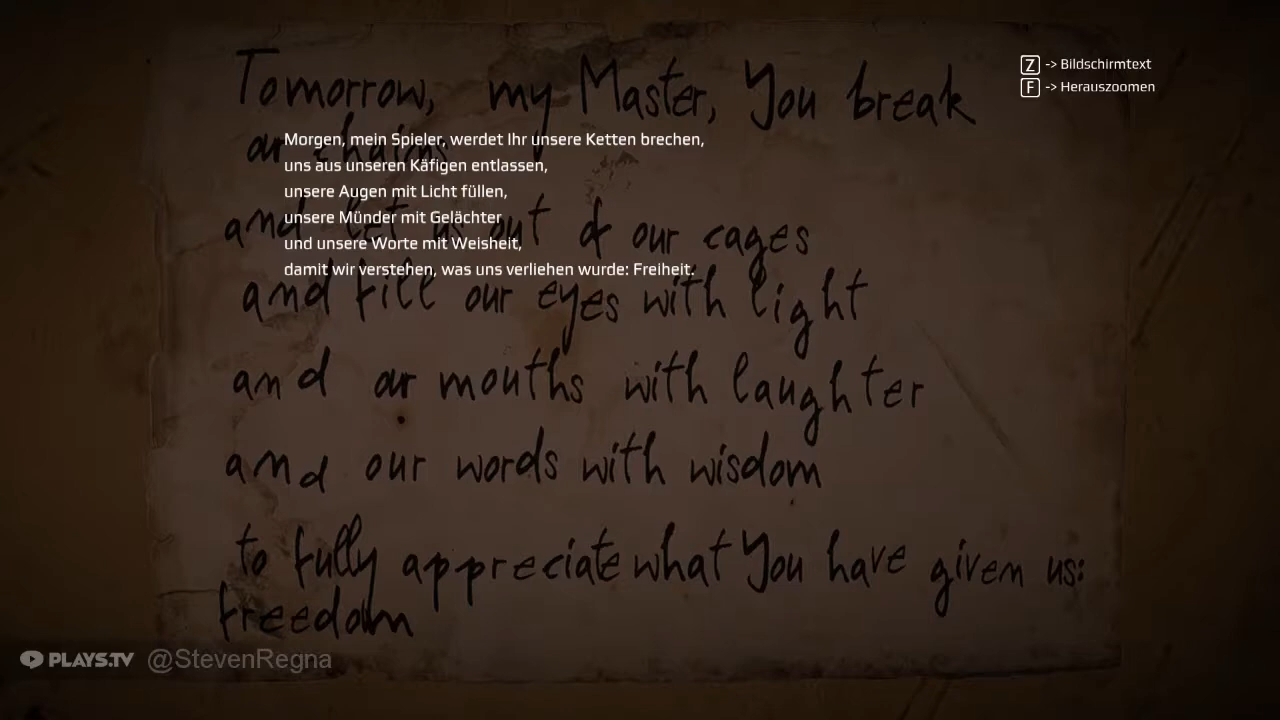 Tomorrow, my Master, You break
Z -> Bildschirmtext
F -> Herauszoomen
ar chains
Morgen, mein Spieler, werdet Ihr unsere Ketten brechen,
uns aus unseren Käfigen entlassen,
unsere Augen mit Licht füllen,
unsere Münder mit Gelächter
und unsere Worte mit Weisheit,
damit wir verstehen, was uns verliehen wurde: Freiheit.
and let us out of our cages
and fill our eyes with light
and ar mouths with laughter
and our words with wisdom
to fully appreciate what You have given us:
freedom
PLAYS.TV @StevenRegna